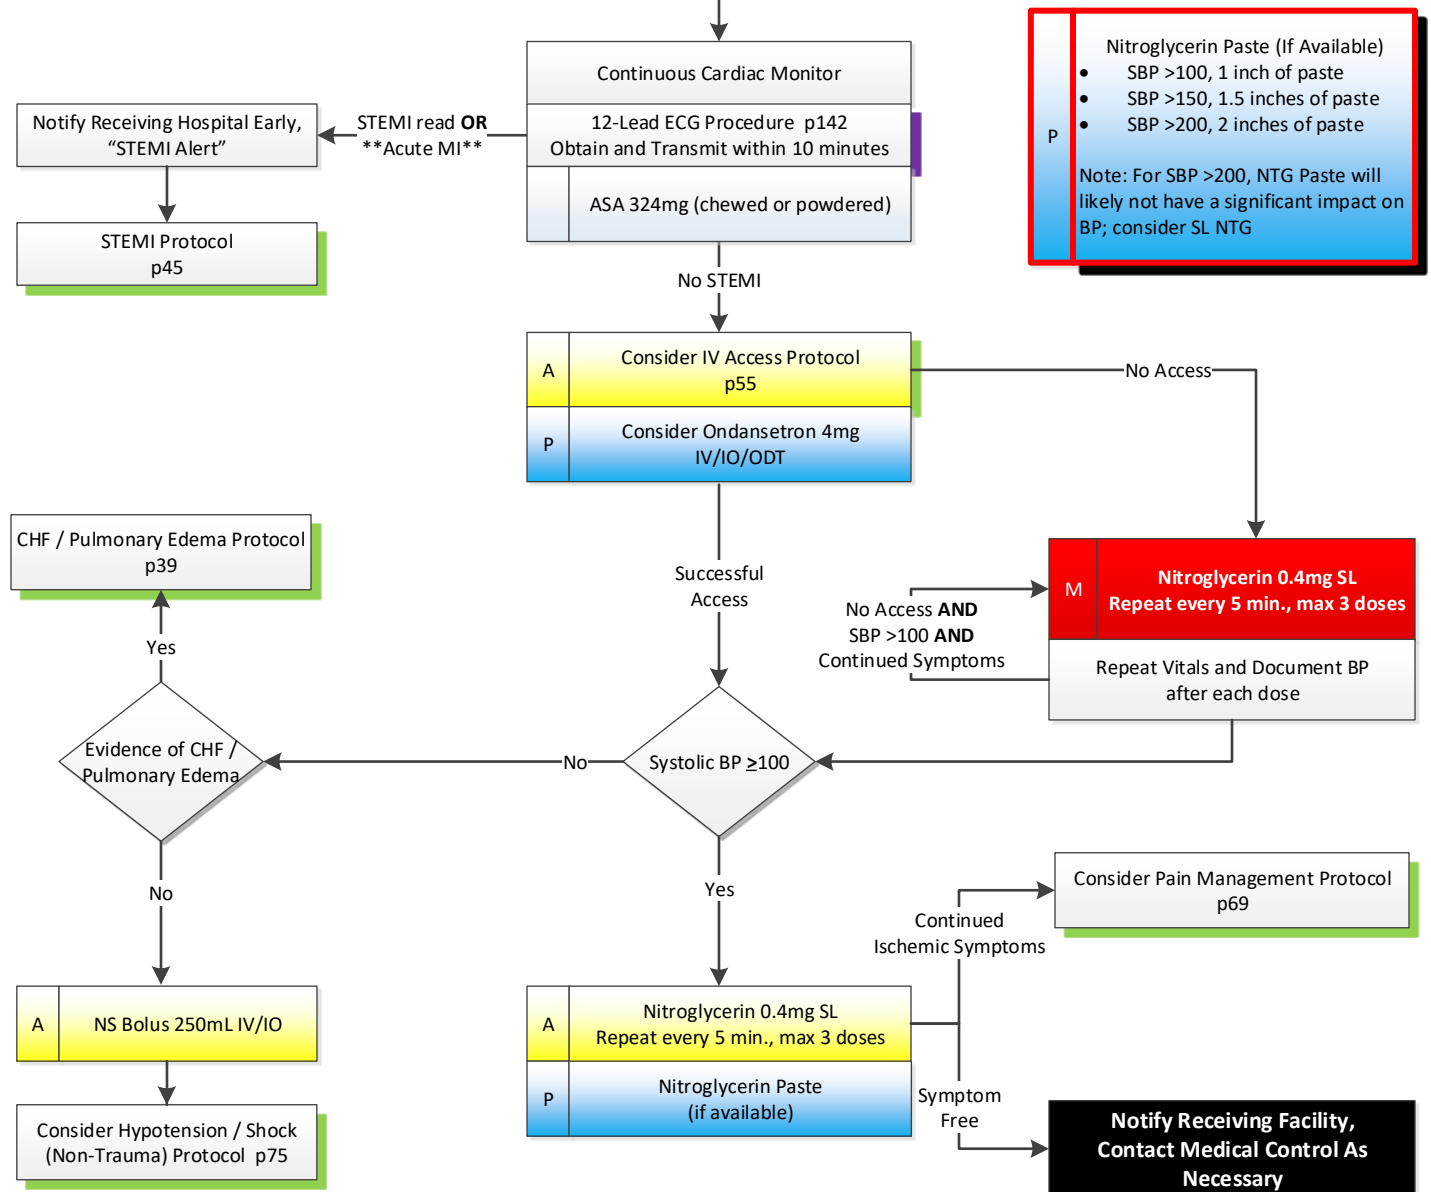 Continuous Cardiac Monitor
12-Lead ECG Procedure p142
Obtain and Transmit within 10 minutes
ASA 324mg (chewed or powdered)
STEMI read OR
**Acute MI**
Notify Receiving Hospital Early,
“STEMI Alert”
STEMI Protocol
p45
P
Nitroglycerin Paste (If Available)
• SBP >100, 1 inch of paste
• SBP >150, 1.5 inches of paste
• SBP >200, 2 inches of paste
Note: For SBP >200, NTG Paste will
likely not have a significant impact on
BP; consider SL NTG
No STEMI
A
Consider IV Access Protocol
p55
P
Consider Ondansetron 4mg
IV/IO/ODT
No Access
M
Nitroglycerin 0.4mg SL
Repeat every 5 min., max 3 doses
Repeat Vitals and Document BP
after each dose
No Access AND
SBP >100 AND
Continued Symptoms
Successful
Access
Systolic BP ≥100
No
Evidence of CHF /
Pulmonary Edema
Yes
CHF / Pulmonary Edema Protocol
p39
No
A
NS Bolus 250mL IV/IO
Consider Hypotension / Shock
(Non-Trauma) Protocol p75
Yes
A
Nitroglycerin 0.4mg SL
Repeat every 5 min., max 3 doses
P
Nitroglycerin Paste
(if available)
Continued
Ischemic Symptoms
Consider Pain Management Protocol
p69
Symptom
Free
Notify Receiving Facility,
Contact Medical Control As
Necessary